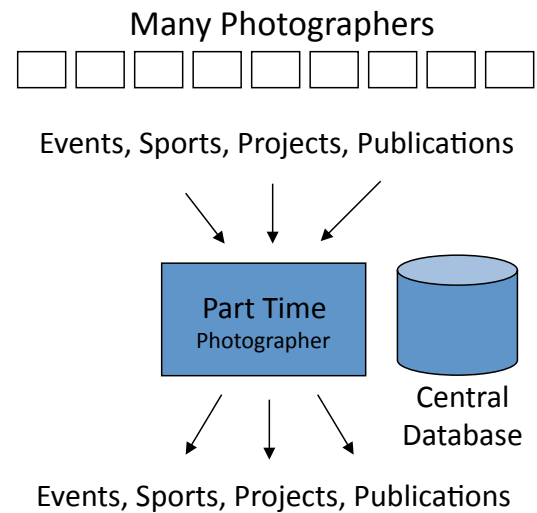 Many Photographers
Events, Sports, Projects, Publications
Part Time
Photographer
Central
Database
Events, Sports, Projects, Publications